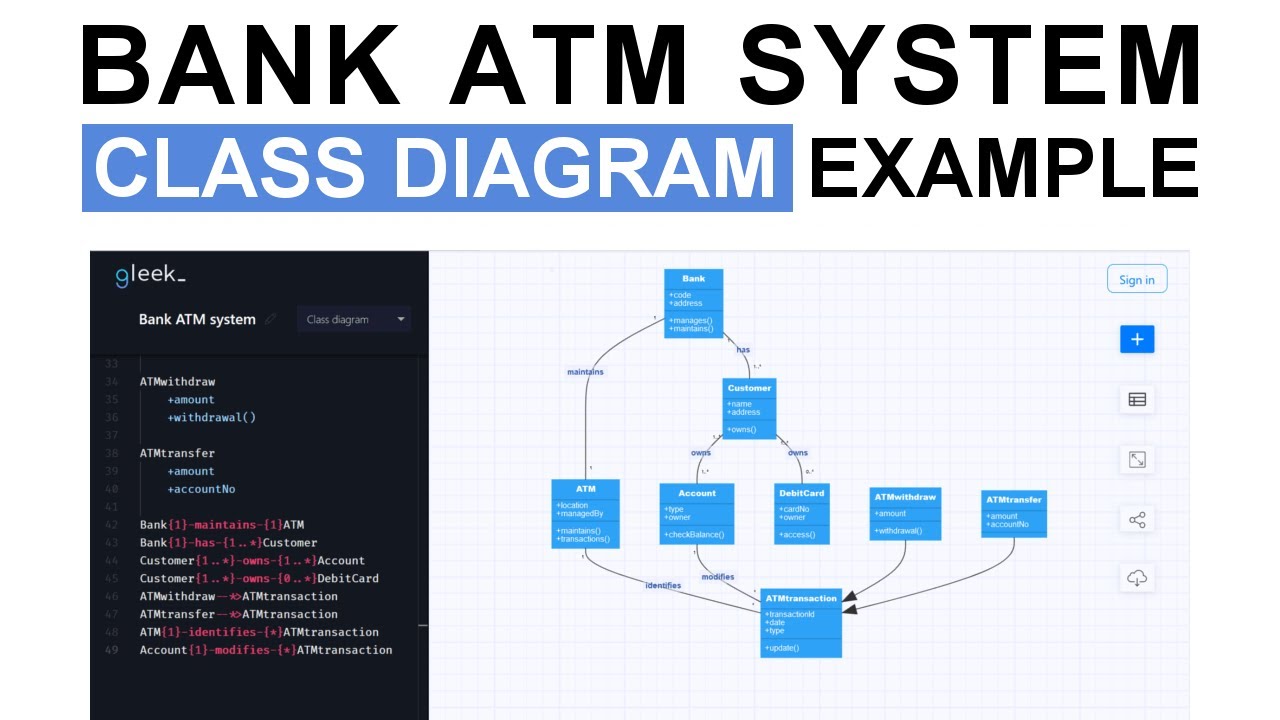 BANK ATM SYSTEM
CLASS DIAGRAM EXAMPLE
gleek_
Bank ATM system
Class diagram
33
34 ATMwithdraw
35 +amount
36 +withdrawal()
37
38 ATMtransfer
39 +amount
40 +accountNo
41
42 Bank{1}-maintains-{1}ATM
43 Bank{1}-has-{1..*}Customer
44 Customer{1..*}-owns-{1..*}Account
45 Customer{1..*}-owns-{0..*}DebitCard
46 ATMwithdraw-->ATMtransaction
47 ATMtransfer-->ATMtransaction
48 ATM{1}-identifies-{*}ATMtransaction
49 Account{1}-modifies-{*}ATMtransaction
Sign in
+
Bank
+code
+address
+manages()
+maintains()
1
1
has
1..*
maintains
Customer
+name
+address
+owns()
1..*
1..*
owns
owns
1
1..*
0..*
ATM
+location
+managedBy
+maintains()
+transactions()
Account
+type
+owner
+checkBalance()
DebitCard
+cardNo
+owner
+access()
ATMwithdraw
+amount
+withdrawal()
ATMtransfer
+amount
+accountNo
1
1
identifies
modifies
*
*
ATMtransaction
+transactionId
+date
+type
+update()